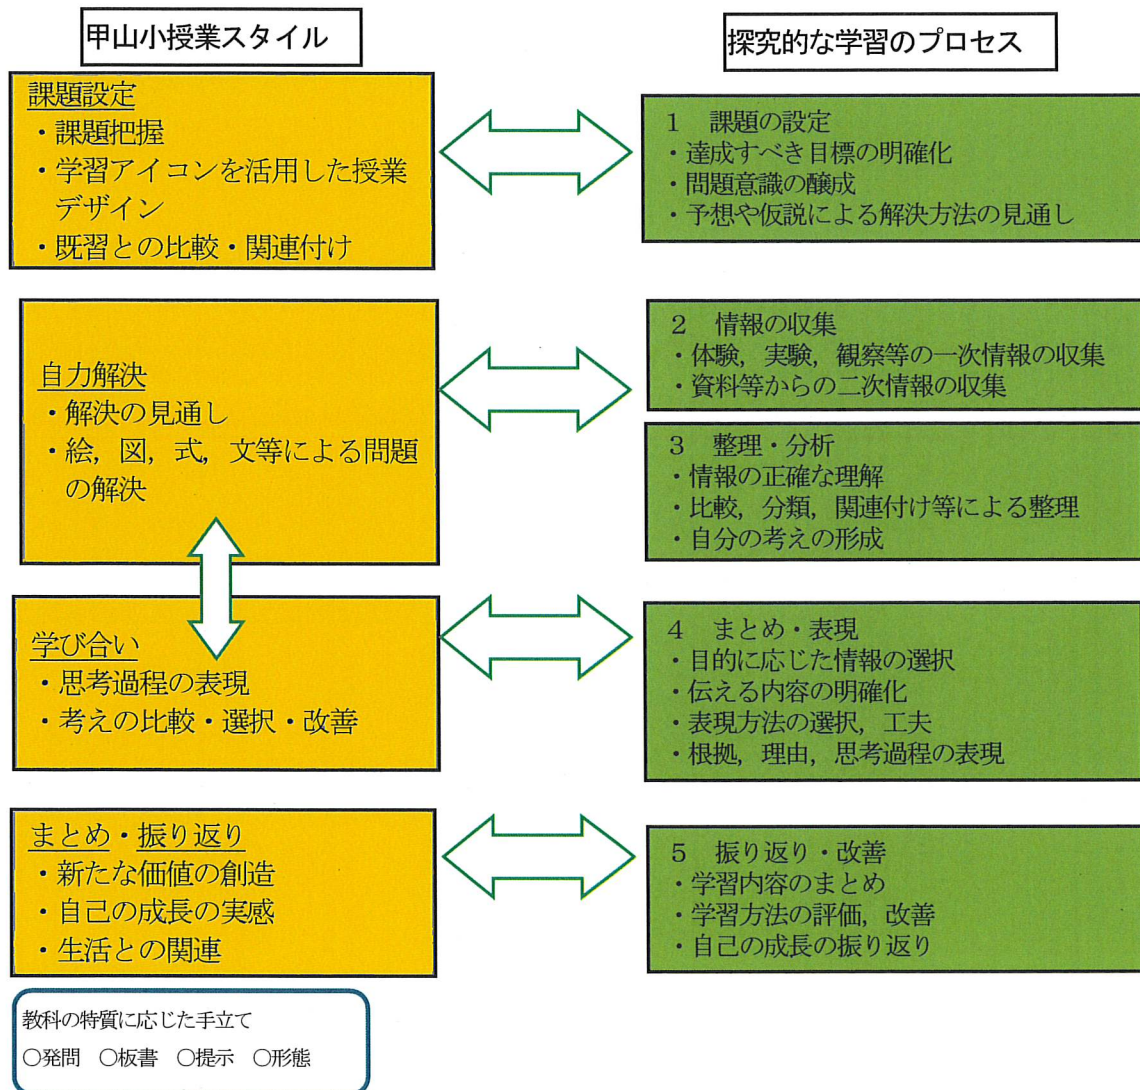 甲山小授業スタイル
課題設定
・課題把握
・学習アイコンを活用した授業
デザイン
・既習との比較・関連付け
自力解決
・解決の見通し
・絵，図，式，文等による問題
の解決
学び合い
・思考過程の表現
・考えの比較・選択・改善
まとめ・振り返り
・新たな価値の創造
・自己の成長の実感
・生活との関連
教科の特質に応じた手立て
○発問　○板書　○提示　○形態
探究的な学習のプロセス
１　課題の設定
・達成すべき目標の明確化
・問題意識の醸成
・予想や仮説による解決方法の見通し
２　情報の収集
・体験，実験，観察等の一次情報の収集
・資料等からの二次情報の収集
３　整理・分析
・情報の正確な理解
・比較，分類，関連付け等による整理
・自分の考えの形成
４　まとめ・表現
・目的に応じた情報の選択
・伝える内容の明確化
・表現方法の選択，工夫
・根拠，理由，思考過程の表現
５　振り返り・改善
・学習内容のまとめ
・学習方法の評価，改善
・自己の成長の振り返り